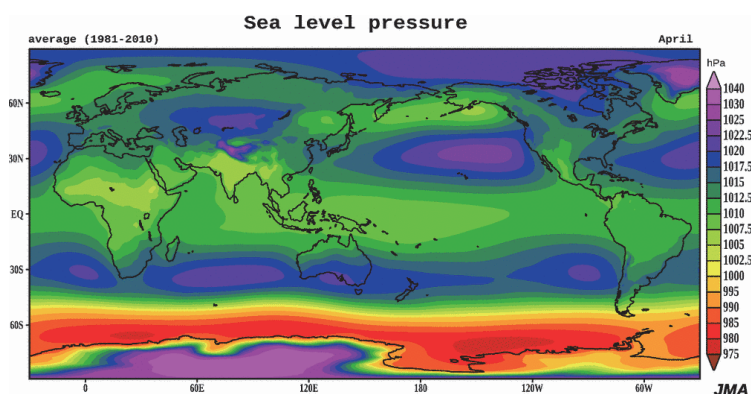 Sea level pressure
average (1981-2010)
April
hPa
1040
1030
1025
1022.5
1020
1017.5
1015
1012.5
1010
1007.5
1005
1002.5
1000
995
990
985
980
975
60N
30N
EQ
30S
60S
0
60E
120E
180
120W
60W
JMA